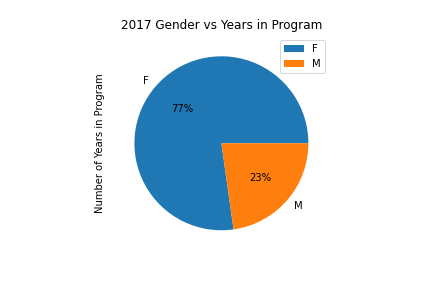 2017 Gender vs Years in Program
F
M
F
77%
Number of Years in Program
23%
M